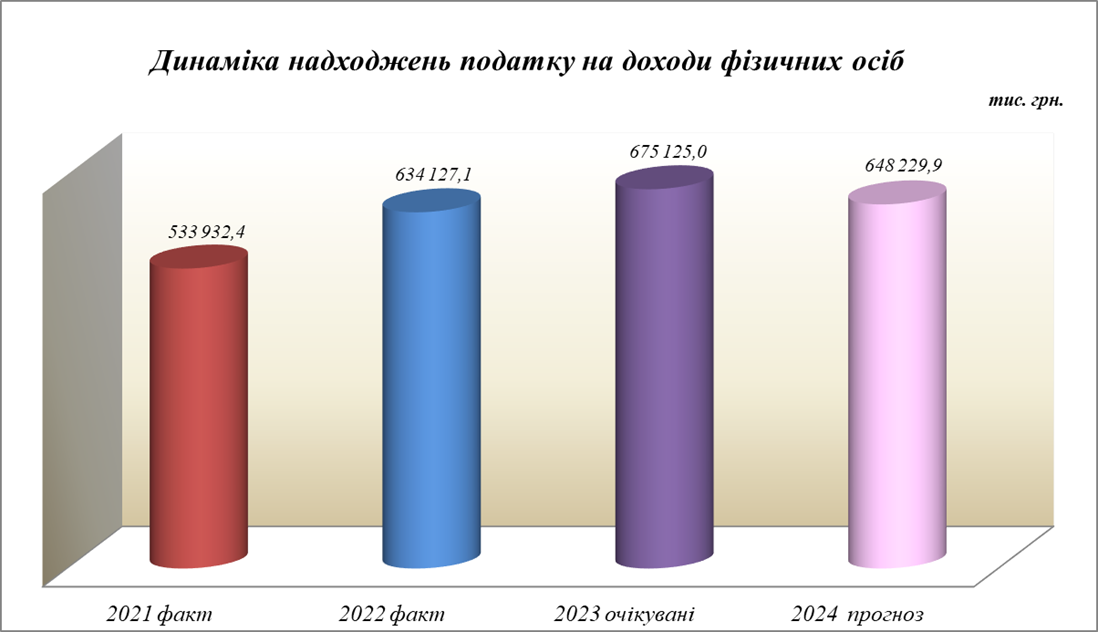 Динаміка надходжень податку на доходи фізичних осіб
тис. грн.
533 932,4
634 127,1
675 125,0
648 229,9
2021 факт
2022 факт
2023 очікувані
2024 прогноз